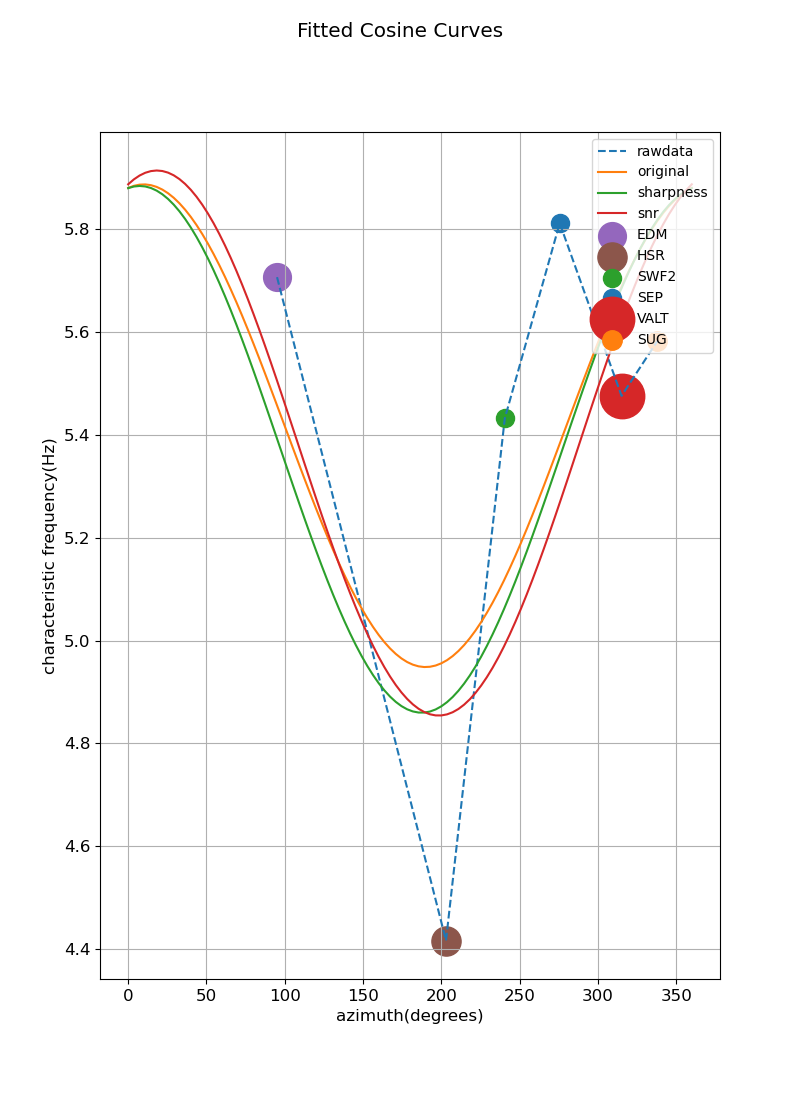 Fitted Cosine Curves
rawdata
original
sharpness
snr
EDM
HSR
SWF2
SEP
VALT
SUG
characteristic frequency(Hz)
5.8
5.6
5.4
5.2
5.0
4.8
4.6
4.4
0 50 100 150 200 250 300 350
azimuth(degrees)